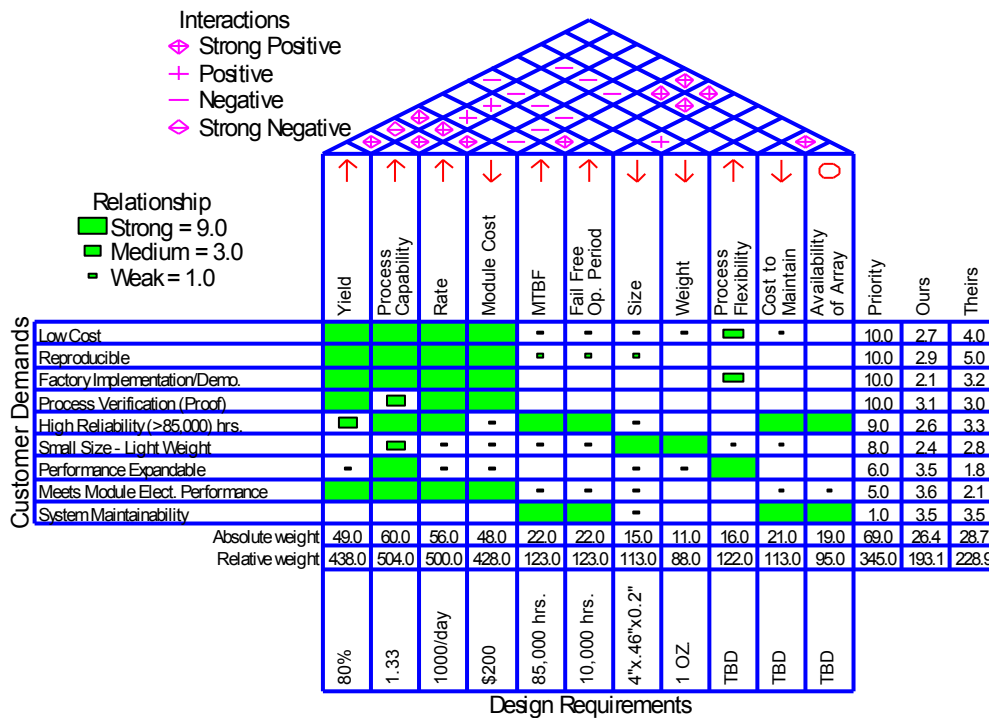 Interactions
Strong Positive
Positive
Negative
Strong Negative
Relationship
Strong = 9.0
Medium = 3.0
Weak = 1.0
Yield
Process
Capability
Rate
Module Cost
MTBF
Fail Free
Op. Period
Size
Weight
Process
Flexibility
Cost to
Maintain
Availability
of Array
Priority
Ours
Theirs
Customer Demands
Low Cost 10.0 2.7 4.0
Reproducible 10.0 2.9 5.0
Factory Implementation/Demo. 10.0 2.1 3.2
Process Verification (Proof) 10.0 3.1 3.0
High Reliability (>85.000) hrs. 9.0 2.6 3.3
Small Size - Light Weight 8.0 2.4 2.8
Performance Expandable 6.0 3.5 1.8
Meets Module Elect. Performance 5.0 3.6 2.1
System Maintainability 1.0 3.5 3.5
Absolute weight 49.0 60.0 56.0 48.0 22.0 22.0 15.0 11.0 16.0 21.0 19.0 69.0 26.4 28.7
Relative weight 438.0 504.0 500.0 428.0 123.0 123.0 113.0 88.0 122.0 113.0 95.0 345.0 193.1 228.9
80%
1.33
1000/day
$200
85,000 hrs.
10,000 hrs.
4"x.46"x0.2"
1 OZ.
TBD
TBD
TBD
Design Requirements